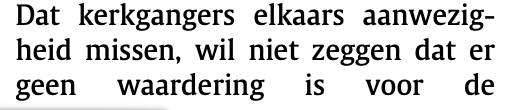 Dat kerkgangers elkaars aanwezig-
heid missen, wil niet zeggen dat er
geen waardering is voor de